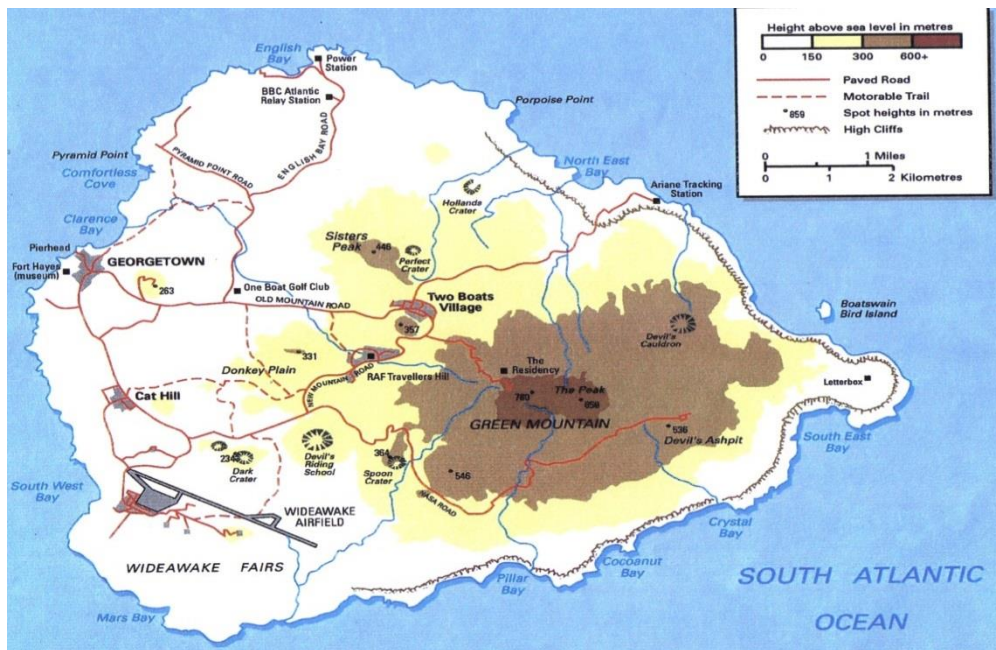 Height above sea level in metres
0 150 300 600+
Paved Road
Motorable Trail
859 Spot heights in metres
High Cliffs
0 1 Miles
0 1 2 Kilometres
English
Bay
Power
Station
BBC Atlantic
Relay Station
Porpoise Point
ENGLISH BAY ROAD
PYRAMID POINT ROAD
Pyramid Point
Comfortless
Cove
North East
Bay
Ariane Tracking
Station
Hollands
Crater
Clarence
Bay
Pierhead
GEORGETOWN
Fort Hayes
(museum)
263
Sisters
Peak
446
Perfect
Crater
One Boat Golf Club
OLD MOUNTAIN ROAD
Two Boats
Village
357
Boatswain
Bird Island
Devil's
Cauldron
331
Donkey Plain
RAF Travellers Hill
NEW MOUNTAIN ROAD
The
Residency
The Peak
Letterbox
Cat Hill
GREEN MOUNTAIN
536
Devil's Ashpit
South East
Bay
234
Dark
Crater
Devil's
Riding
School
364
Spoon
Crater
546
NASA ROAD
South West
Bay
WIDEAWAKE
AIRFIELD
Crystal
Bay
WIDEAWAKE FAIRS
Cocoanut
Bay
Pillar
Bay
Mars Bay
SOUTH ATLANTIC
OCEAN